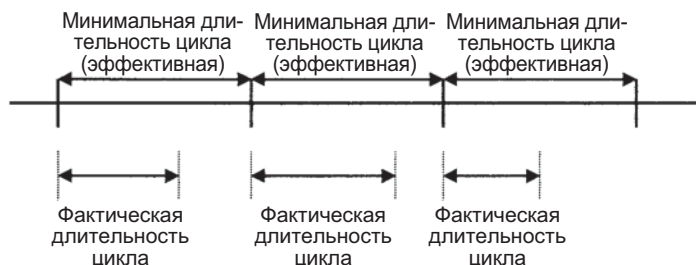 Минимальная дли-
тельность цикла
(эффективная)
Минимальная дли-
тельность цикла
(эффективная)
Минимальная дли-
тельность цикла
(эффективная)
Фактическая
длительность
цикла
Фактическая
длительность
цикла
Фактическая
длительность
цикла